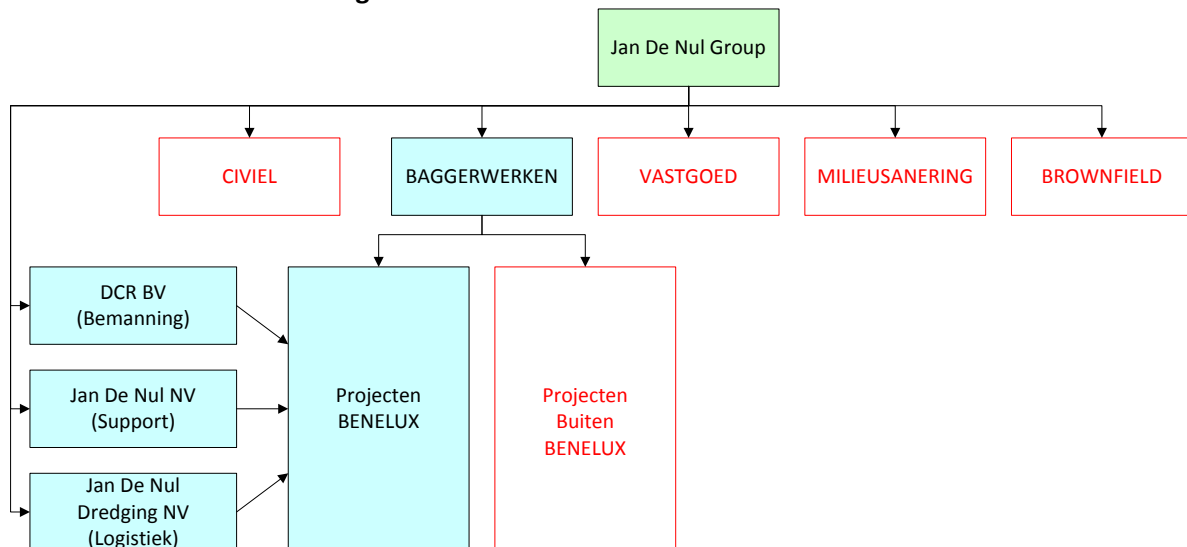 Jan De Nul Group
CIVIEL
BAGGERWERKEN
VASTGOED
MILIEUSANERING
BROWNFIELD
DCR BV
(Bemanning)
Jan De Nul NV
(Support)
Jan De Nul
Dredging NV
(Logistiek)
Projecten
BENELUX
Projecten
Buiten
BENELUX